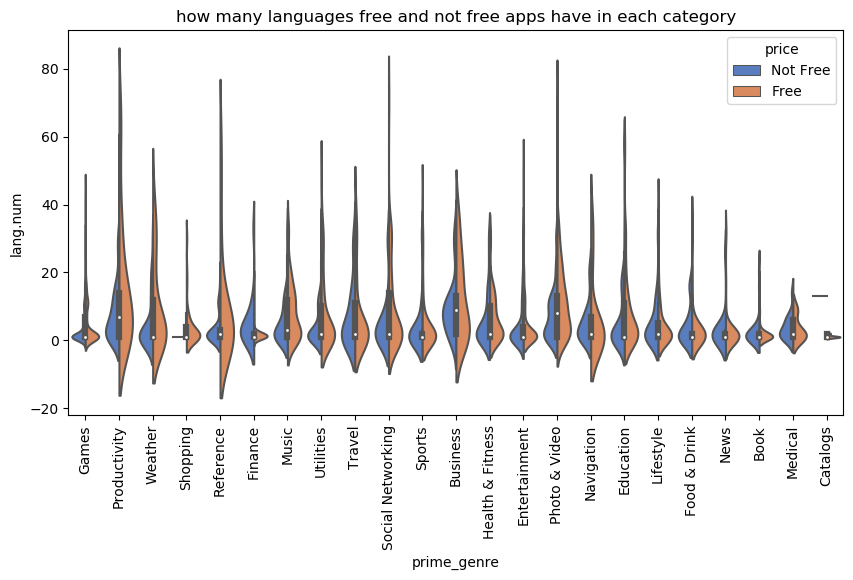 how many languages free and not free apps have in each category
price
Not Free
Free
lang.num
80
60
40
20
0
−20
Games
Productivity
Weather
Shopping
Reference
Finance
Music
Utilities
Travel
Social Networking
Sports
Business
Health & Fitness
Entertainment
Photo & Video
Navigation
Education
Lifestyle
Food & Drink
News
Book
Medical
Catalogs
prime_genre